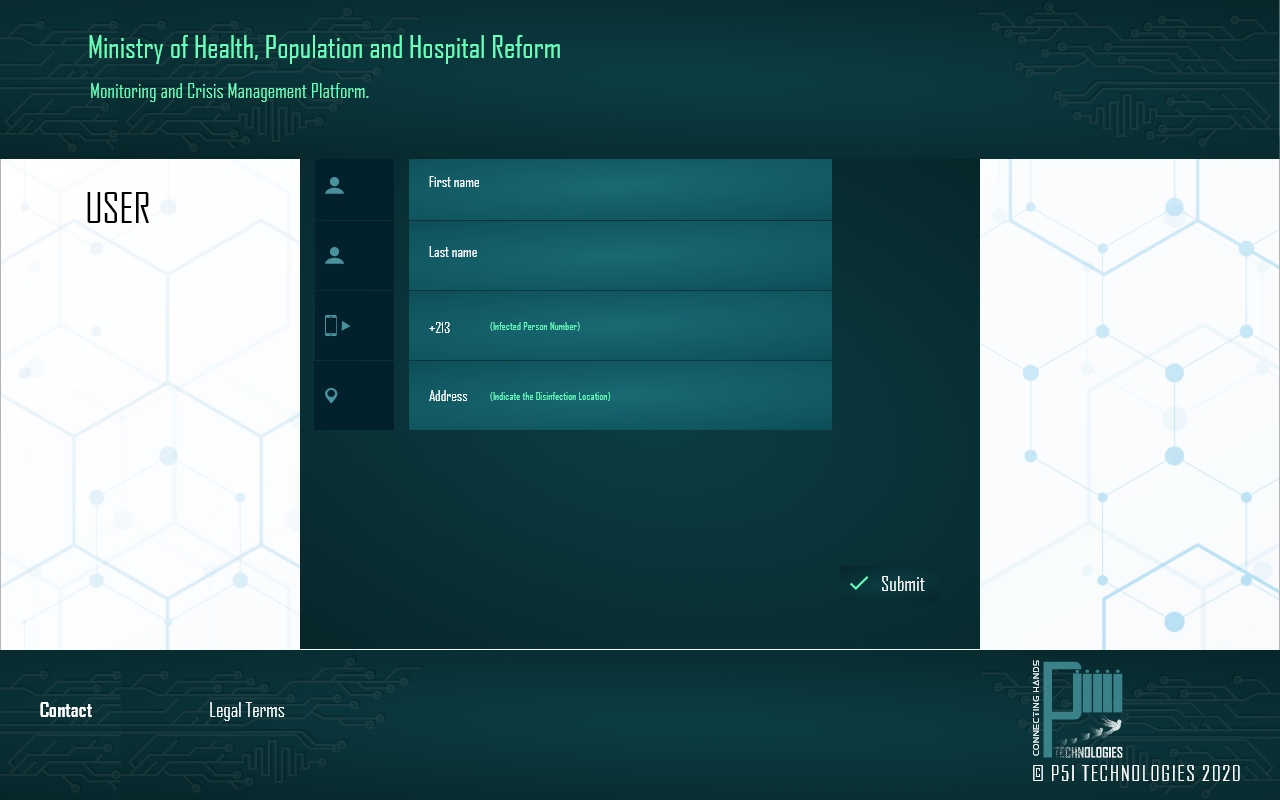 Ministry of Health, Population and Hospital Reform
Monitoring and Crisis Management Platform.
USER
First name
Last name
+213 (Infected Person Number)
Address (Indicate the Disinfection Location)
Submit
Contact
Legal Terms
CONNECTING HANDS
TECHNOLOGIES
© P5I TECHNOLOGIES 2020